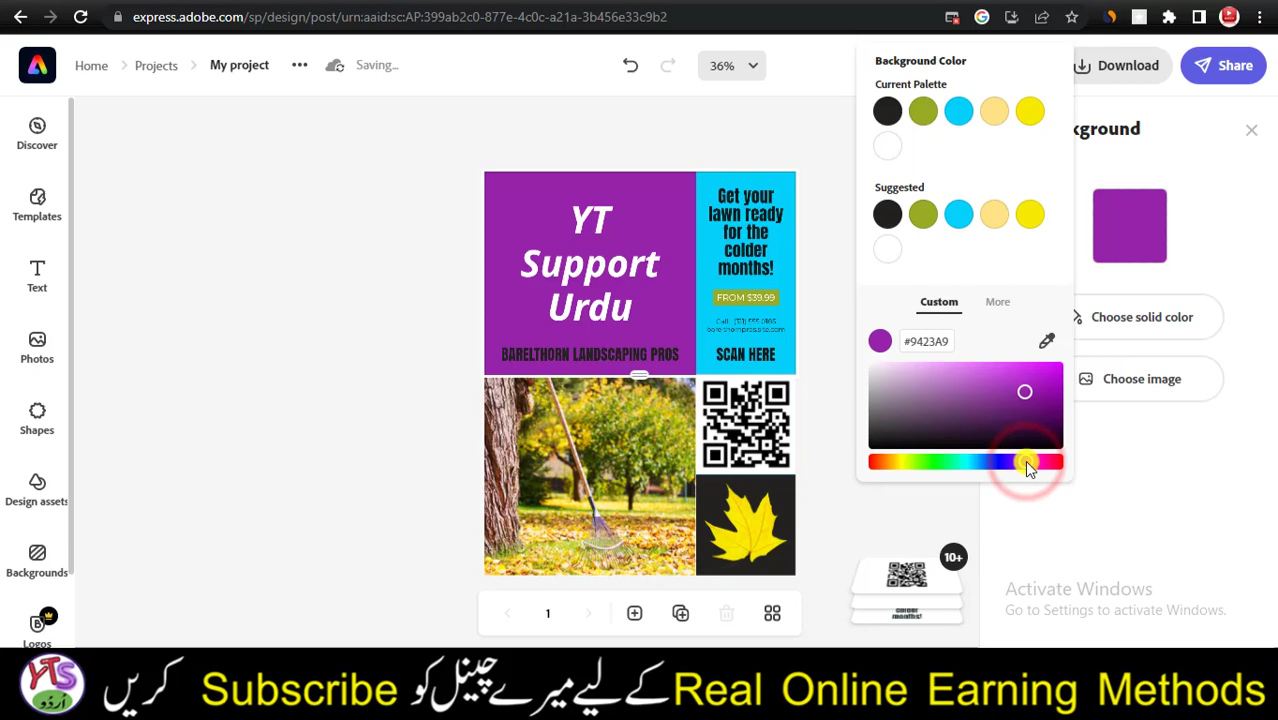 express.adobe.com/sp/design/post/urn:aaid:sc:AP:399ab2c0-877e-4c0c-a21a-3b456e33c9b2
Home
Projects
My project
Saving...
36%
Download
Share
Discover
Templates
Text
Photos
Shapes
Design assets
Backgrounds
Logos
YT
Support
Urdu
BARELTHORN LANDSCAPING PROS
Get your
lawn ready
for the
colder
months!
FROM $39.99
SCAN HERE
1
Background Color
Current Palette
Suggested
Custom
More
#9423A9
kground
Choose solid color
Choose image
10+
colder
months!
Activate Windows
Go to Settings to activate Windows.
YTS
اردو
Real Online Earning Methods کے لیے میرے چینل کو Subscribe کریں